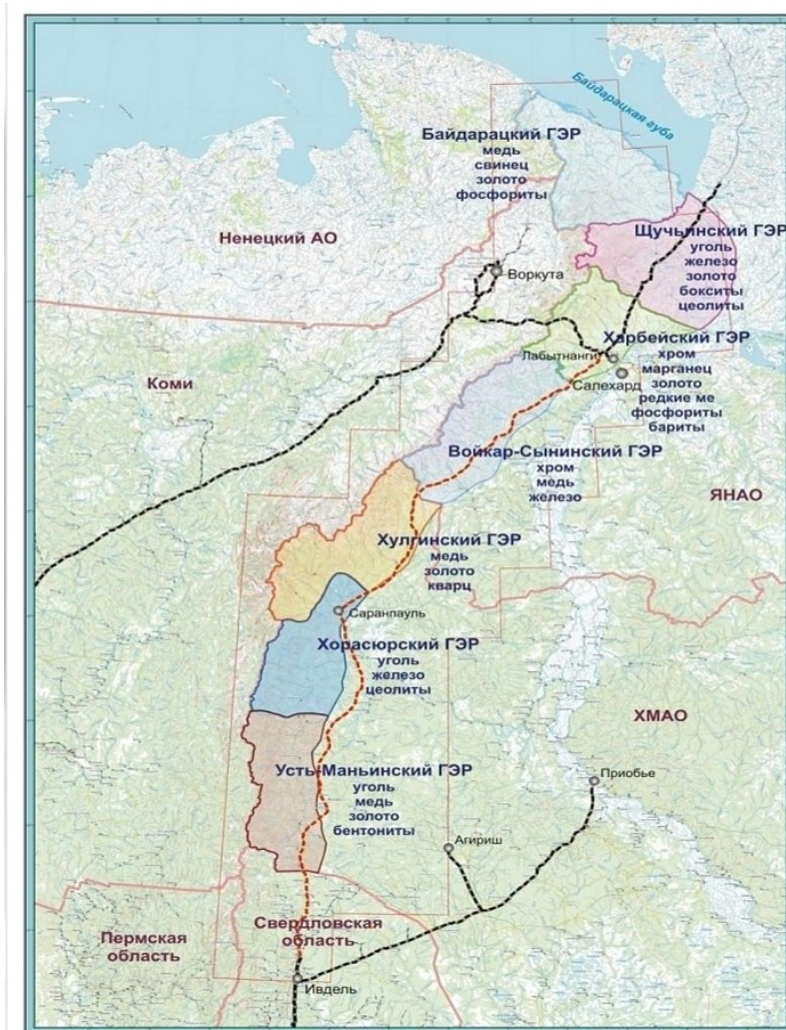 Байдарацкая губа
Байдарацкий ГЭР
медь
свинец
золото
фосфориты
Ненецкий АО
Щучьинский ГЭР
уголь
железо
золото
бокситы
цеолиты
Воркута
Харбейский ГЭР
хром
марганец
золото
редкие ме
фосфориты
бариты
Лабытнанги
Салехард
Коми
Войкар-Сынинский ГЭР
хром
медь
железо
ЯНАО
Хулгинский ГЭР
медь
золото
кварц
Саранпауль
Хорасюрский ГЭР
уголь
железо
цеолиты
ХМАО
Усть-Маньинский ГЭР
уголь
медь
золото
бентониты
Приобье
Агириш
Свердловская
область
Пермская
область
Ивдель